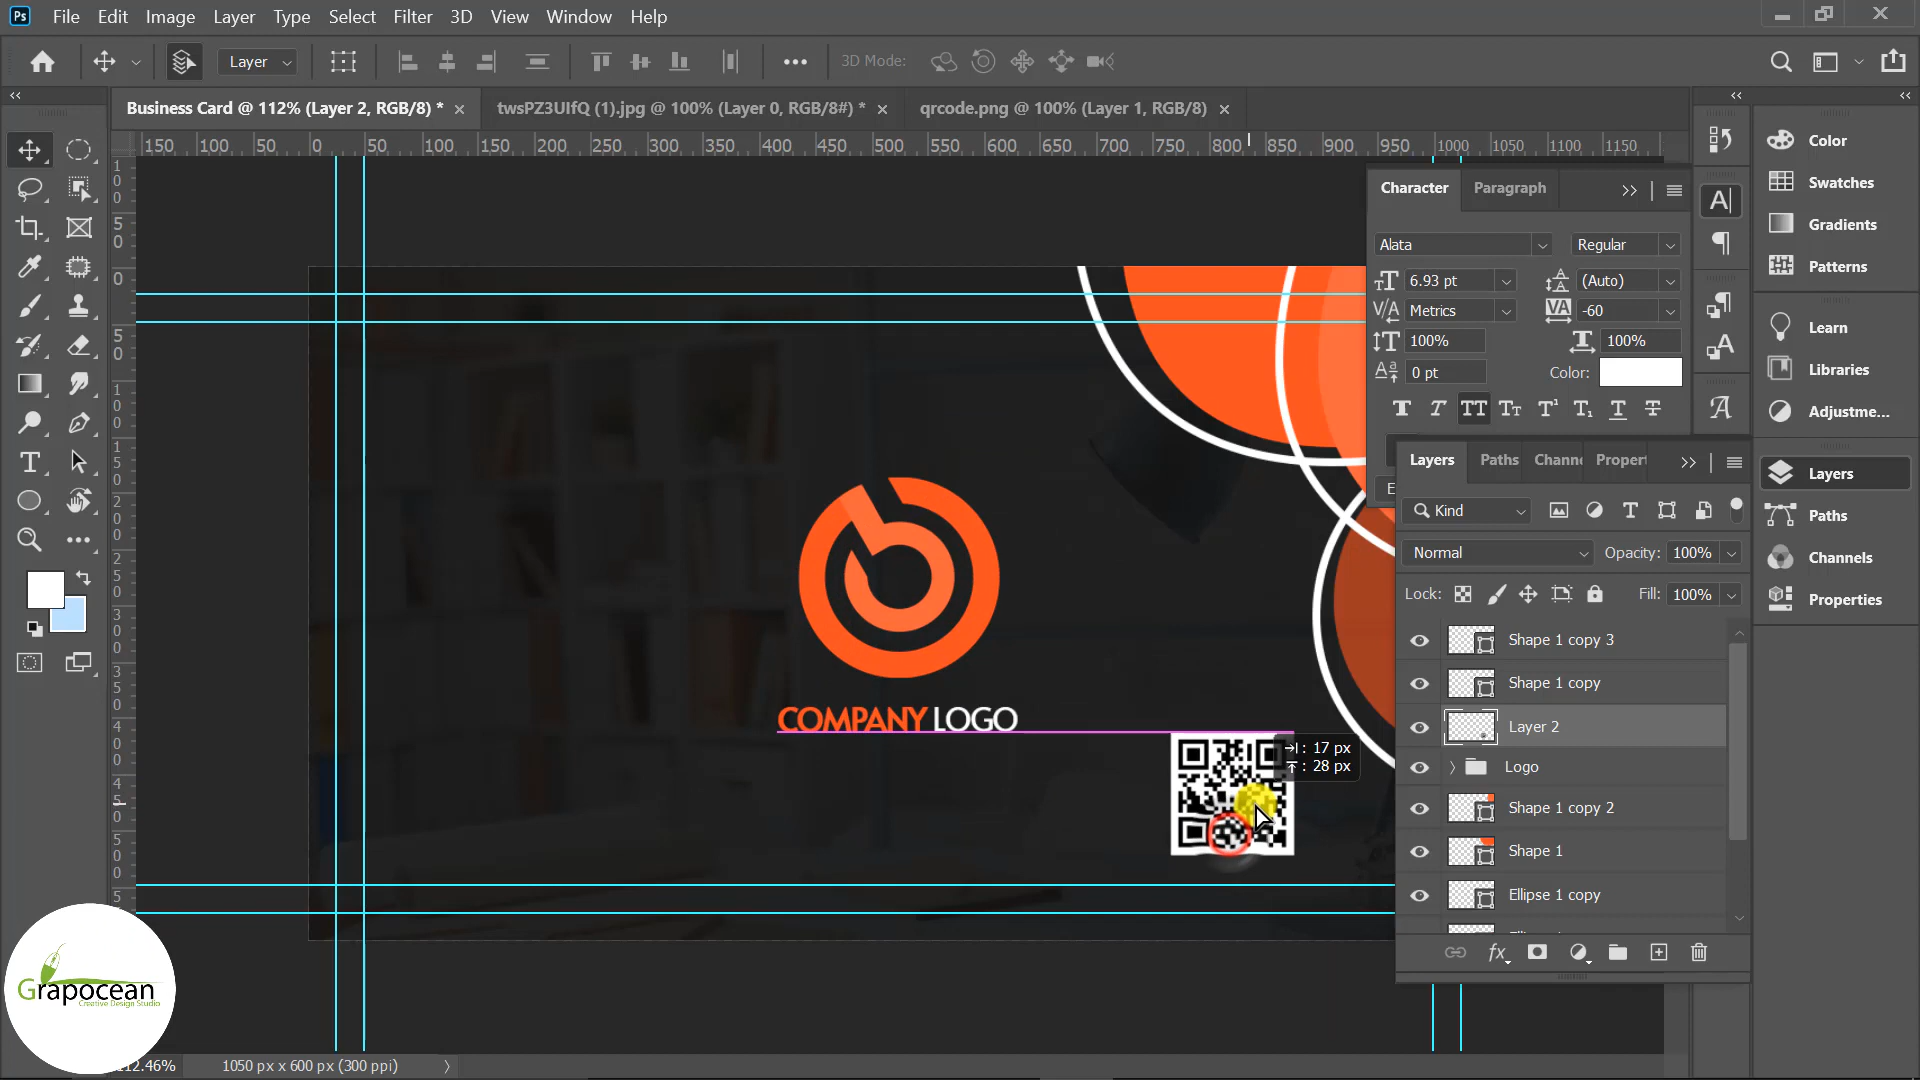 Ps File Edit Image Layer Type Select Filter 3D View Window Help
Layer 3D Mode:
Business Card @ 112% (Layer 2, RGB/8) * × twsPZ3UIfQ (1).jpg @ 100% (Layer 0, RGB/8#) * × qrcode.png @ 100% (Layer 1, RGB/8) ×
150 100 50 0 50 100 150 200 250 300 350 400 450 500 550 600 650 700 750 800 850 900 950 1000 1050 1100 1150
Character Paragraph
Alata Regular
6.93 pt (Auto)
Metrics -60
100% 100%
0 pt Color:
Color
Swatches
Gradients
Patterns
Learn
Libraries
Adjustme...
Layers
Paths
Channels
Properties
Layers Paths Chann Propert
Kind
Normal Opacity: 100%
Lock: Fill: 100%
Shape 1 copy 3
Shape 1 copy
Layer 2
Logo
Shape 1 copy 2
Shape 1
Ellipse 1 copy
COMPANY LOGO
: 17 px
: 28 px
Grapocean
Creative Design Studio
12.46% 1050 px x 600 px (300 ppi)